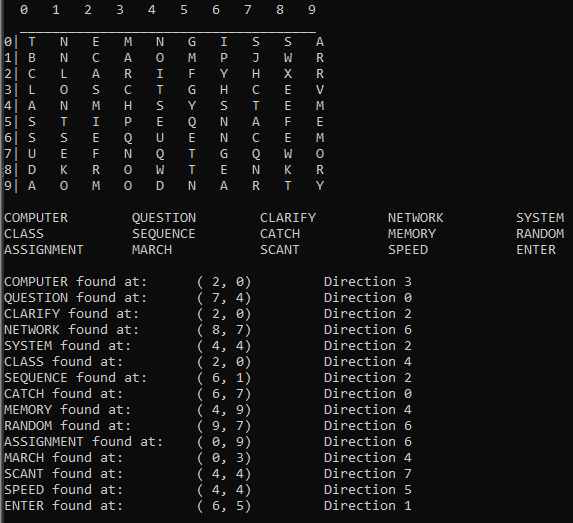 0 1 2 3 4 5 6 7 8 9
0| T N E M N G I S S A
1| B N C A O M P J W R
2| C L A R I F Y H X R
3| L O S C T G H C E V
4| A N M H S Y S T E M
5| S T I P E Q N A F E
6| S S E Q U E N C E M
7| U E F N Q T G Q W O
8| D K R O W T E N K R
9| A O M O D N A R T Y
COMPUTER QUESTION CLARIFY NETWORK SYSTEM
CLASS SEQUENCE CATCH MEMORY RANDOM
ASSIGNMENT MARCH SCANT SPEED ENTER
COMPUTER found at: ( 2, 0) Direction 3
QUESTION found at: ( 7, 4) Direction 0
CLARIFY found at: ( 2, 0) Direction 2
NETWORK found at: ( 8, 7) Direction 6
SYSTEM found at: ( 4, 4) Direction 2
CLASS found at: ( 2, 0) Direction 4
SEQUENCE found at: ( 6, 1) Direction 2
CATCH found at: ( 6, 7) Direction 0
MEMORY found at: ( 4, 9) Direction 4
RANDOM found at: ( 9, 7) Direction 6
ASSIGNMENT found at: ( 0, 9) Direction 6
MARCH found at: ( 0, 3) Direction 4
SCANT found at: ( 4, 4) Direction 7
SPEED found at: ( 4, 4) Direction 5
ENTER found at: ( 6, 5) Direction 1